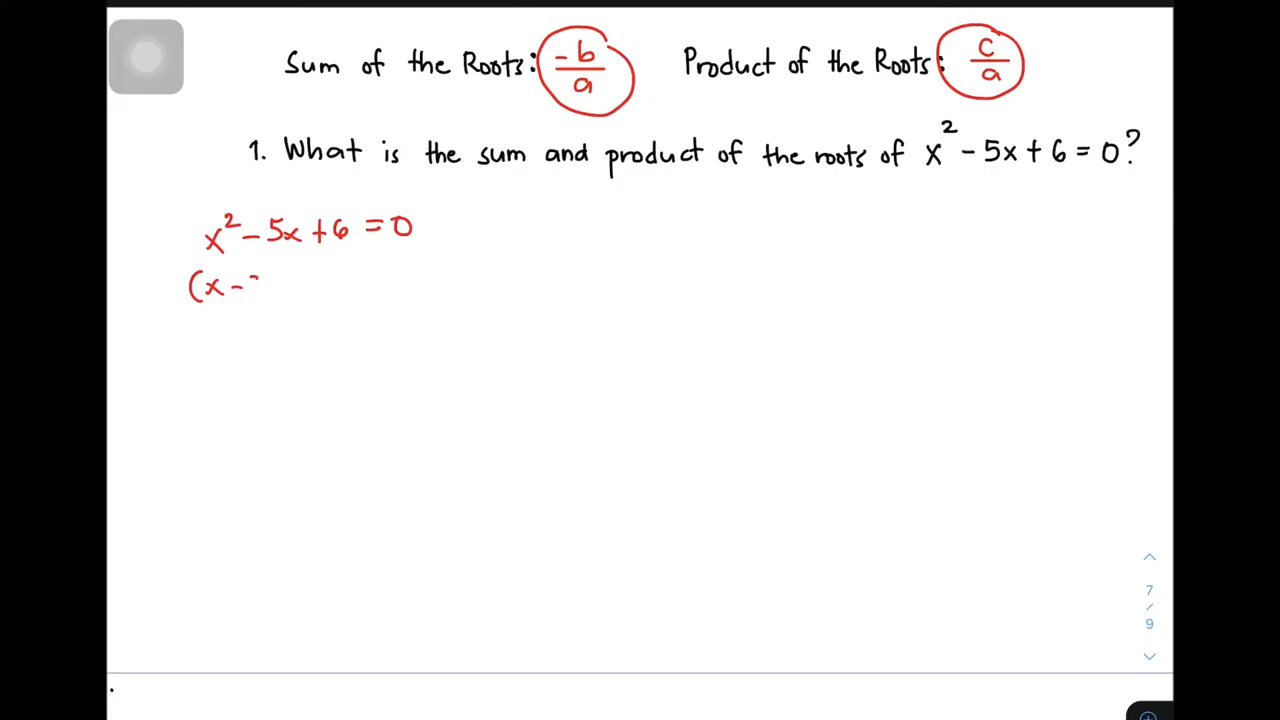 Sum of the Roots: -b/a Product of the Roots: c/a
1. What is the sum and product of the roots of x² - 5x + 6 = 0?
x² - 5x + 6 = 0
(x -
7
/
9